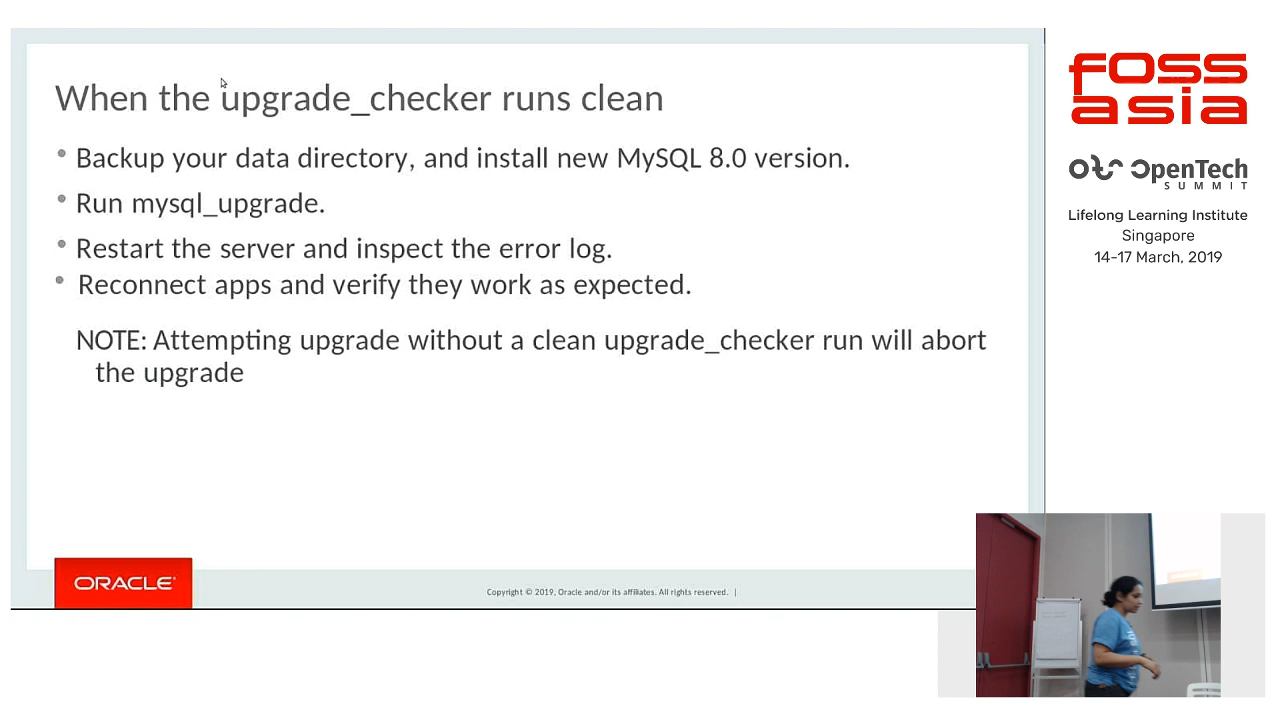 When the upgrade_checker runs clean
• Backup your data directory, and install new MySQL 8.0 version.
• Run mysql_upgrade.
• Restart the server and inspect the error log.
• Reconnect apps and verify they work as expected.
NOTE: Attempting upgrade without a clean upgrade_checker run will abort
the upgrade
ORACLE
Copyright © 2019, Oracle and/or its affiliates. All rights reserved. |
FOSS
asia
OpenTech
SUMMIT
Lifelong Learning Institute
Singapore
14-17 March, 2019